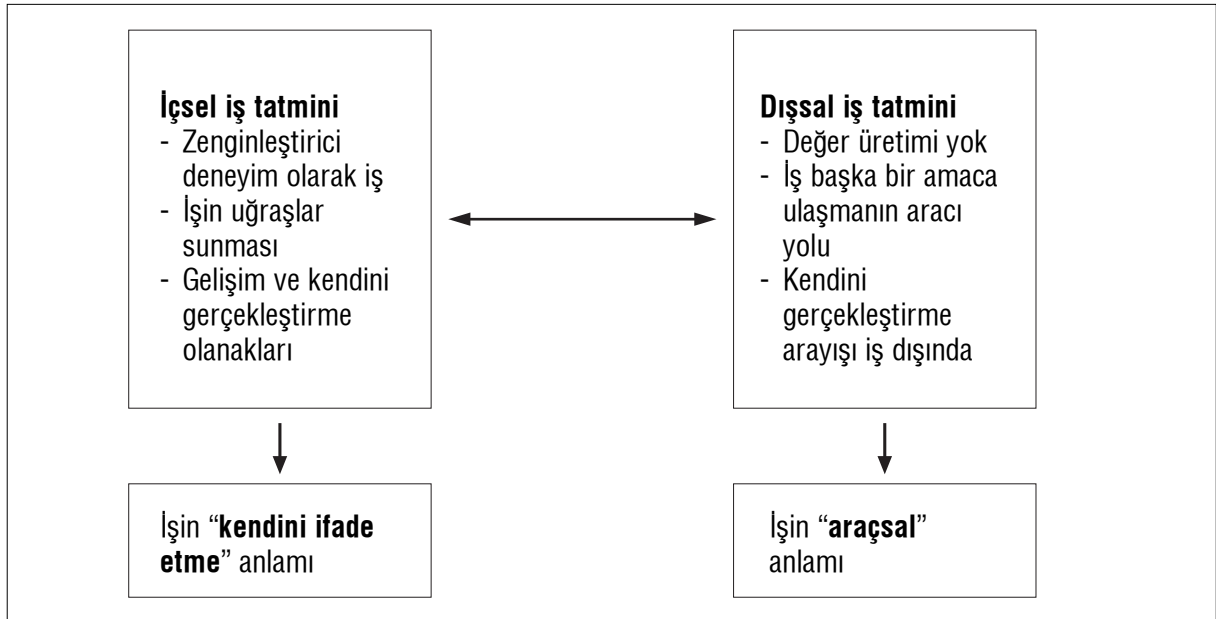 İçsel iş tatmini
- Zenginleştirici
deneyim olarak iş
- İşin uğraşlar
sunması
- Gelişim ve kendini
gerçekleştirme
olanakları
Dışsal iş tatmini
- Değer üretimi yok
- İş başka bir amaca
ulaşmanın aracı
yolu
- Kendini
gerçekleştirme
arayışı iş dışında
İşin “kendini ifade
etme” anlamı
İşin “araçsal”
anlamı